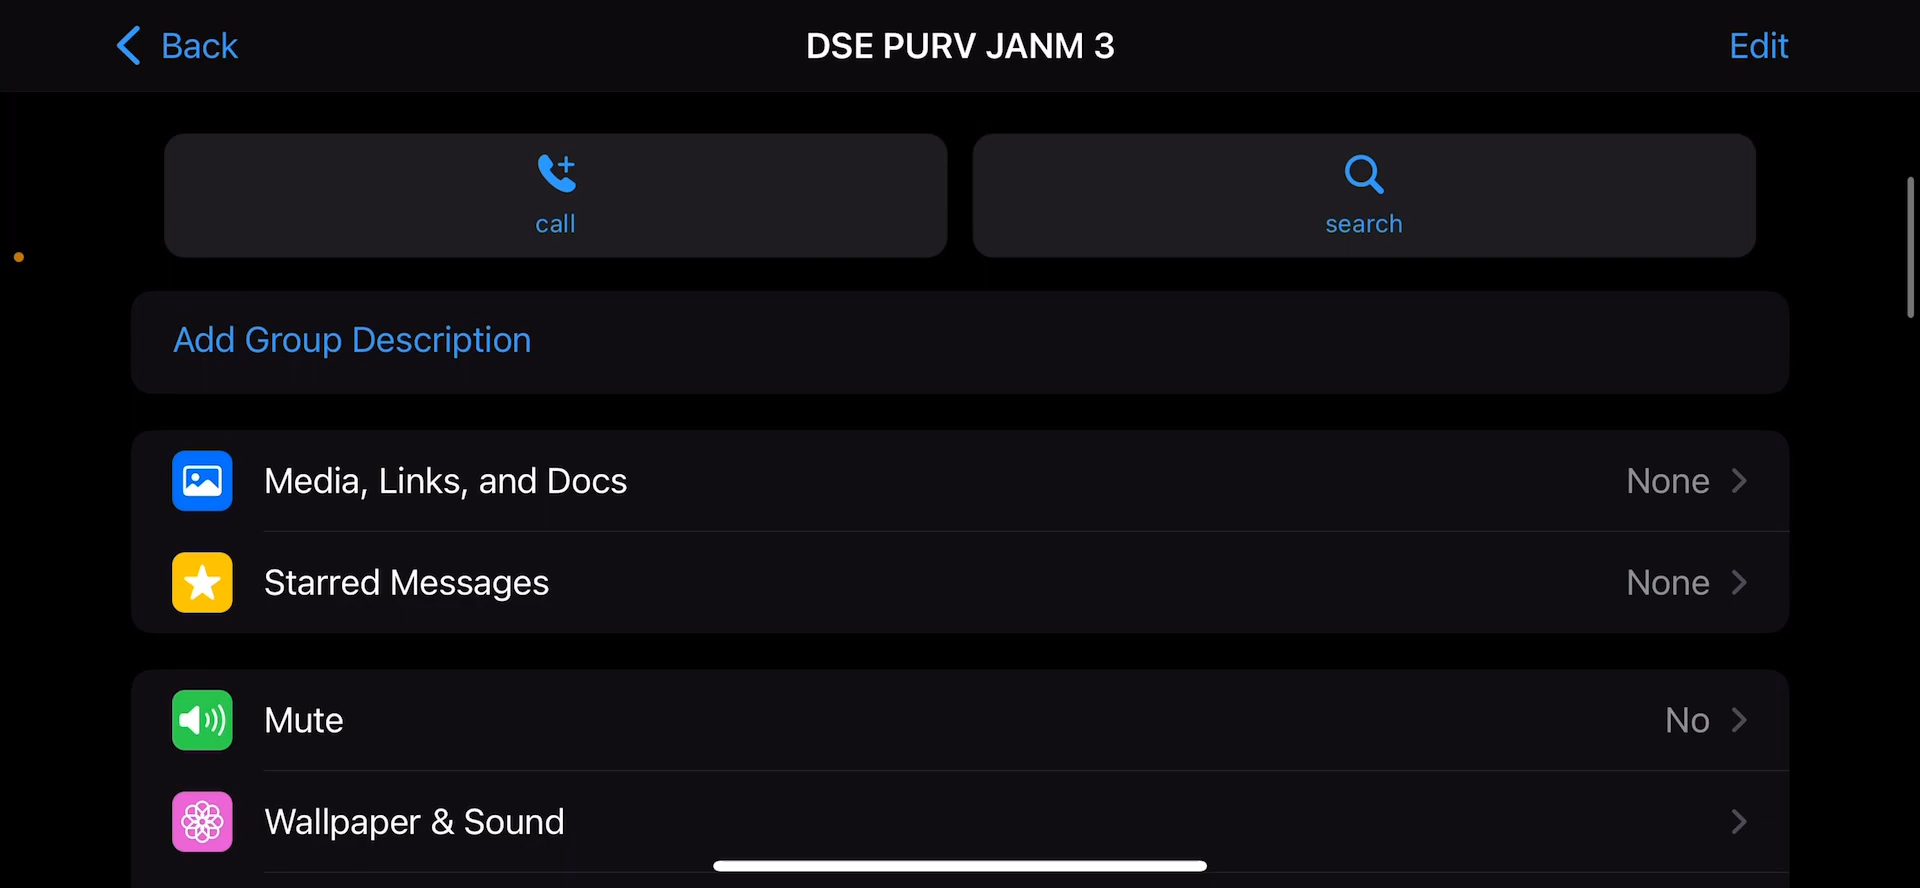 Back
DSE PURV JANM 3
Edit
call
search
Add Group Description
Media, Links, and Docs
None
Starred Messages
None
Mute
No
Wallpaper & Sound